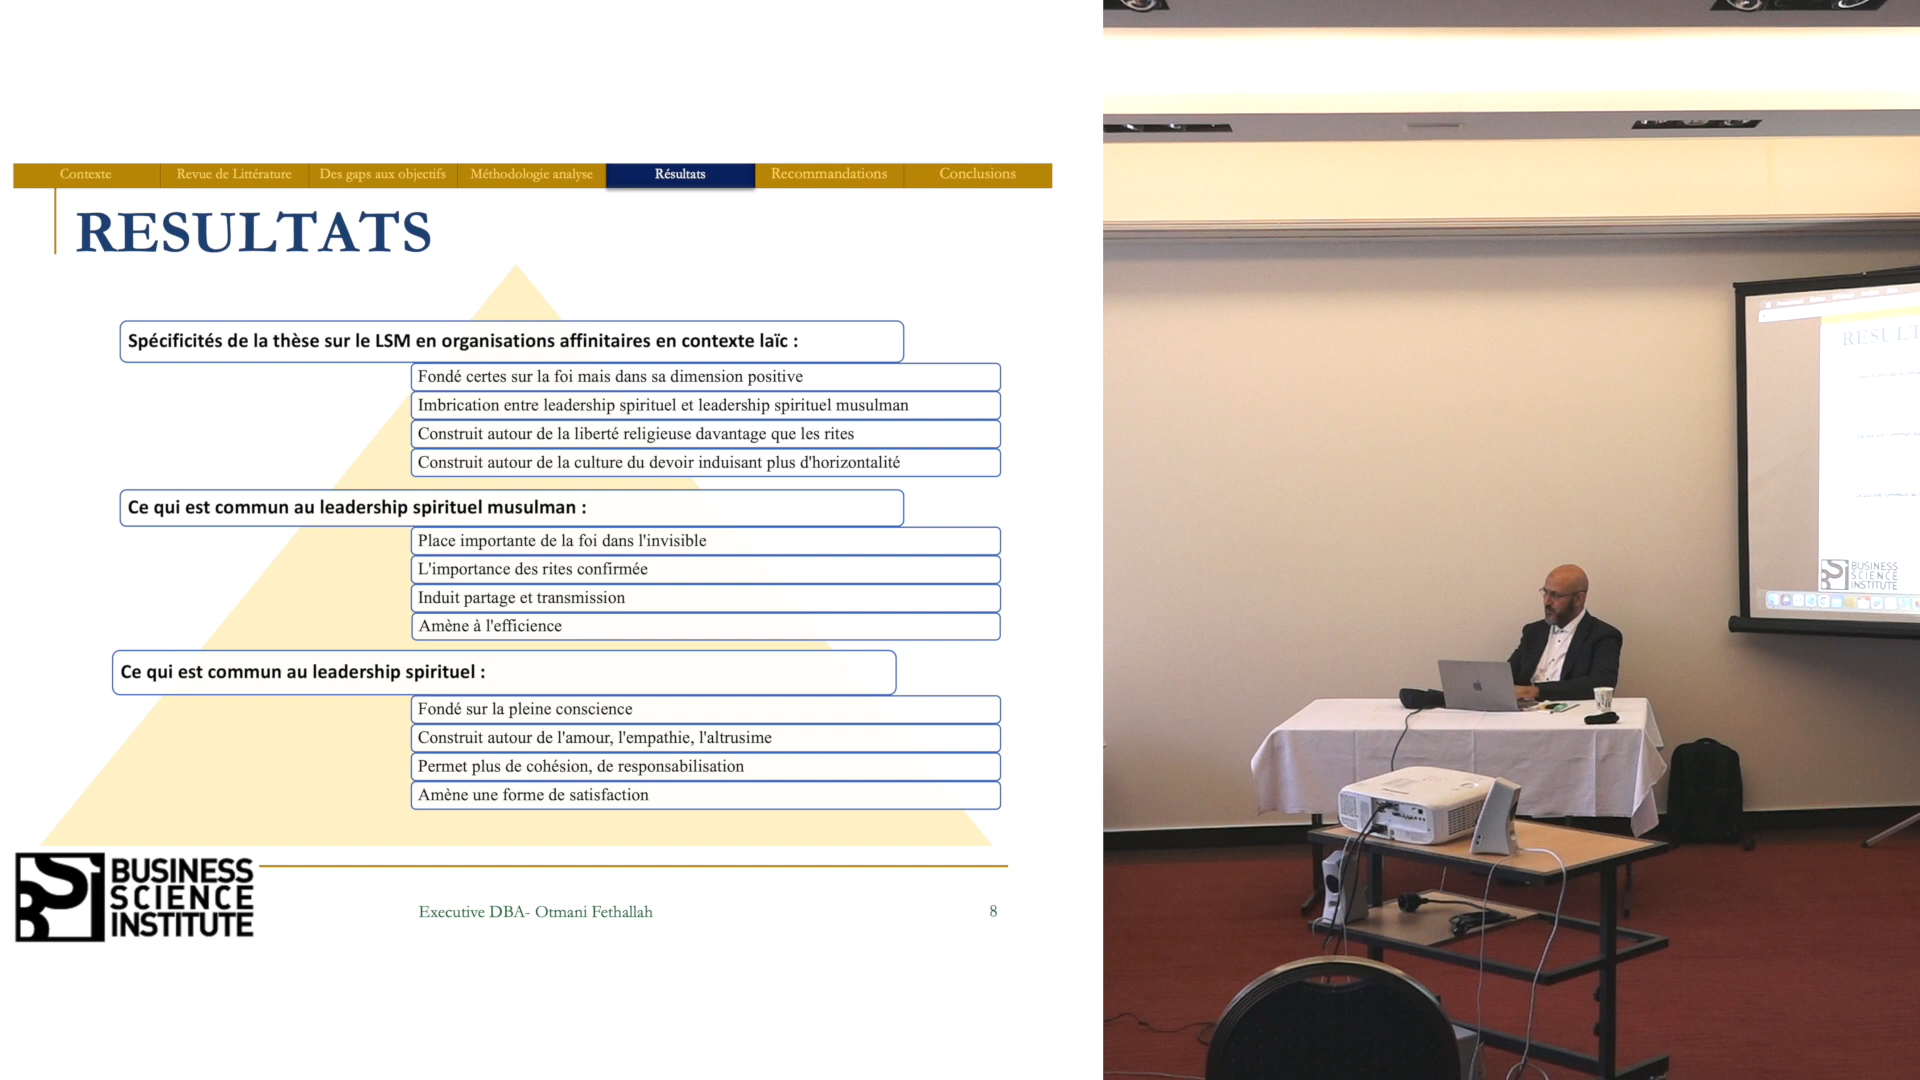 Contexte
Revue de Littérature
Des gaps aux objectifs
Méthodologie analyse
Résultats
Recommandations
Conclusions
RESULTATS
Spécificités de la thèse sur le LSM en organisations affinitaires en contexte laïc :
Fondé certes sur la foi mais dans sa dimension positive
Imbrication entre leadership spirituel et leadership spirituel musulman
Construit autour de la liberté religieuse davantage que les rites
Construit autour de la culture du devoir induisant plus d'horizontalité
Ce qui est commun au leadership spirituel musulman :
Place importante de la foi dans l'invisible
L'importance des rites confirmée
Induit partage et transmission
Amène à l'efficience
Ce qui est commun au leadership spirituel :
Fondé sur la pleine conscience
Construit autour de l'amour, l'empathie, l'altrusime
Permet plus de cohésion, de responsabilisation
Amène une forme de satisfaction
BUSINESS
SCIENCE
INSTITUTE
Executive DBA- Otmani Fethallah
8
RESULT
BUSINESS
SCIENCE
INSTITUTE